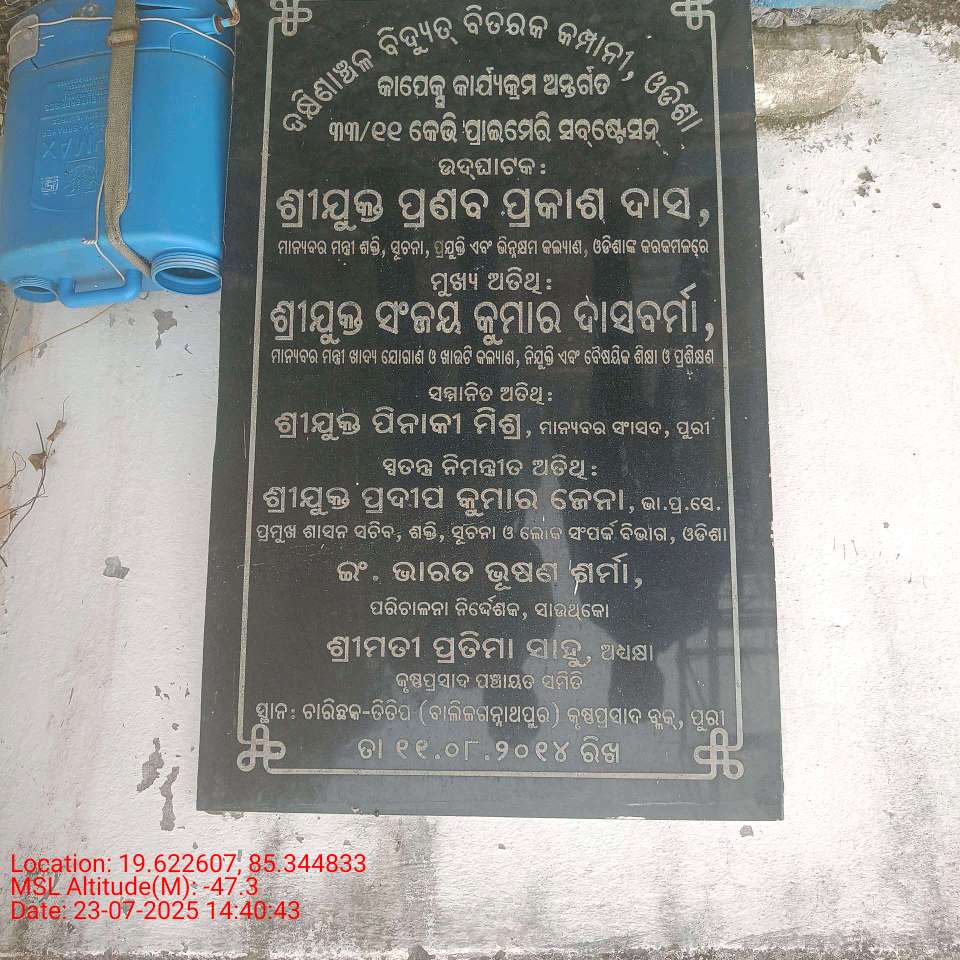 ଦକ୍ଷିଣାଞ୍ଚଳ ବିଦ୍ୟୁତ୍ ବିତରକ କମ୍ପାନୀ, ଓଡିଶା
କାପେକ୍ସ କାର୍ଯ୍ୟକ୍ରମ ଅନ୍ତର୍ଗତ
୩୩/୧୧ କେଭି ପ୍ରାଇମେରି ସବ୍‌ଷ୍ଟେସନ୍
ଉଦ୍‌ଘାଟକ:
ଶ୍ରୀଯୁକ୍ତ ପ୍ରଣବ ପ୍ରକାଶ୍ ଦାସ,
ମାନ୍ୟବର ମନ୍ତ୍ରୀ ଶକ୍ତି, ସୂଚନା, ପ୍ରଯୁକ୍ତି ଏବଂ ଭିନ୍ନକ୍ଷମ କଲ୍ୟାଣ, ଓଡିଶାଙ୍କ କରକମଳରେ
ମୁଖ୍ୟ ଅତିଥି:
ଶ୍ରୀଯୁକ୍ତ ସଂଜୟ କୁମାର ଦାସବର୍ମା,
ମାନ୍ୟବର ମନ୍ତ୍ରୀ ଖାଦ୍ୟ ଯୋଗାଣ ଓ ଖାଉଟି କଲ୍ୟାଣ, ନିଯୁକ୍ତି ଏବଂ ବୈଷୟିକ ଶିକ୍ଷା ଓ ପ୍ରଶିକ୍ଷଣ
ସମ୍ମାନିତ ଅତିଥି:
ଶ୍ରୀଯୁକ୍ତ ପିନାକୀ ମିଶ୍ର, ମାନ୍ୟବର ସଂସଦ, ପୁରୀ
ସ୍ୱତନ୍ତ୍ର ନିମନ୍ତ୍ରୀତ ଅତିଥି:
ଶ୍ରୀଯୁକ୍ତ ପ୍ରଦୀପ କୁମାର ଜେନା, ଭା.ପ୍ର.ସେ.
ପ୍ରମୁଖ ଶାସନ ସଚିବ, ଶକ୍ତି, ସୂଚନା ଓ ଲୋକ ସଂପର୍କ ବିଭାଗ, ଓଡିଶା
ଇଂ. ଭାରତ ଭୂଷଣ ଶର୍ମା,
ପରିଚାଳନା ନିର୍ଦ୍ଦେଶକ, ସାଉଥ୍‌କୋ
ଶ୍ରୀମତୀ ପ୍ରତିମା ସାହୁ, ଅଧ୍ୟକ୍ଷା
କୃଷ୍ଣପ୍ରସାଦ ପଞ୍ଚାୟତ ସମିତି
ସ୍ଥାନ: ଚାରିଛକ-ତିତିପ (ବାଲିଜଗନ୍ନାଥପୁର) କୃଷ୍ଣପ୍ରସାଦ ବ୍ଲକ୍, ପୁରୀ
ତା ୧୧.୦୮.୨୦୧୪ ରିଖ
Location: 19.622607, 85.344833
MSL Altitude(M): -47.3
Date: 23-07-2025 14:40:43